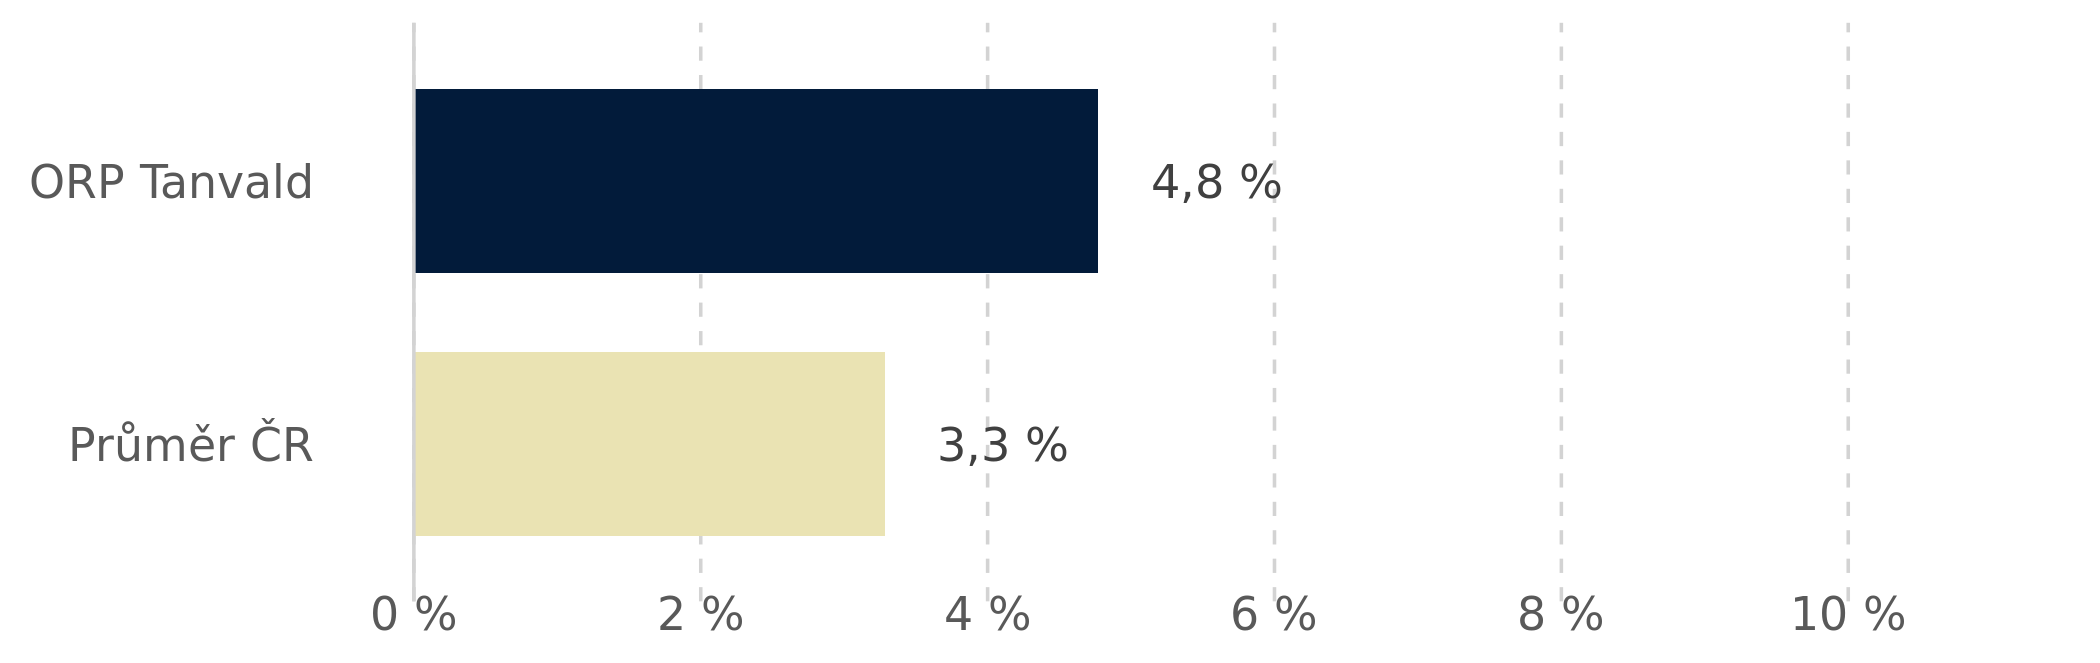 ORP Tanvald
4,8 %
Průměr ČR
3,3 %
0 % 2 % 4 % 6 % 8 % 10 %